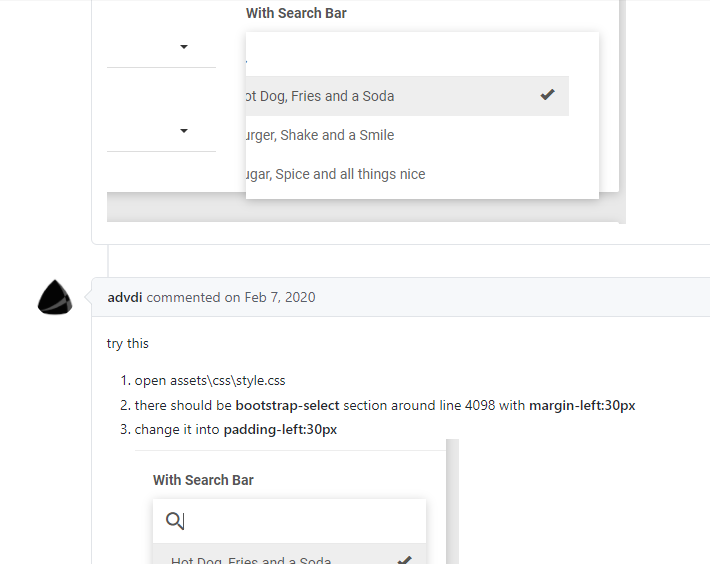 With Search Bar
ot Dog, Fries and a Soda
urger, Shake and a Smile
ugar, Spice and all things nice
advdi commented on Feb 7, 2020
try this
1. open assets\css\style.css
2. there should be bootstrap-select section around line 4098 with margin-left:30px
3. change it into padding-left:30px
With Search Bar
Hot Dog, Fries and a Soda